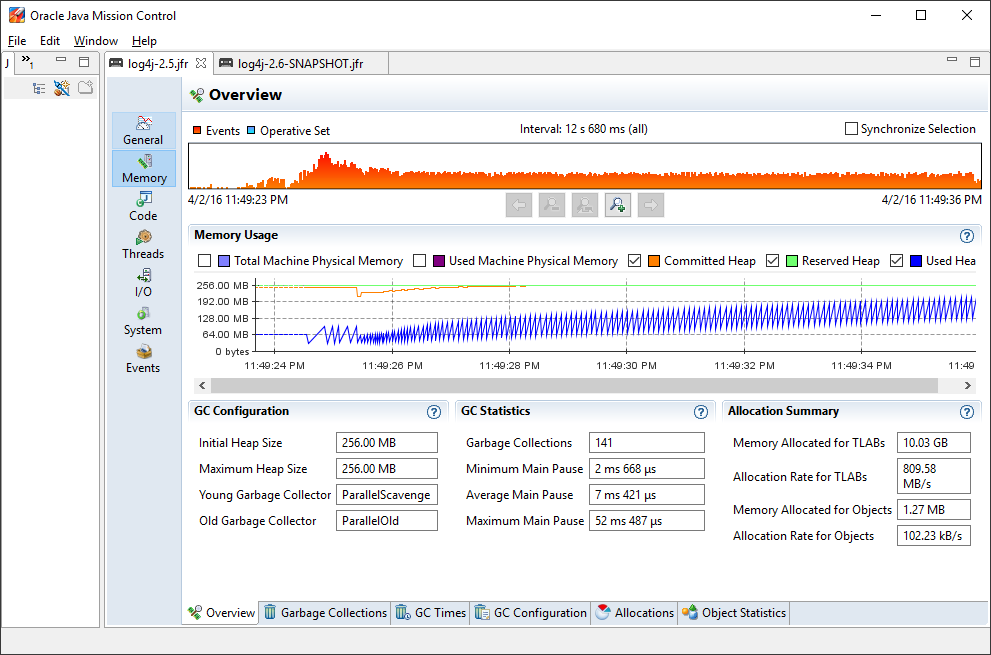 Oracle Java Mission Control
File Edit Window Help
J »1 log4j-2.5.jfr log4j-2.6-SNAPSHOT.jfr
Overview
Events Operative Set Interval: 12 s 680 ms (all) Synchronize Selection
4/2/16 11:49:23 PM 4/2/16 11:49:36 PM
General
Memory
Code
Threads
I/O
System
Events
Memory Usage ?
Total Machine Physical Memory Used Machine Physical Memory Committed Heap Reserved Heap Used Hea
256.00 MB
192.00 MB
128.00 MB
64.00 MB
0 bytes
11:49:24 PM 11:49:26 PM 11:49:28 PM 11:49:30 PM 11:49:32 PM 11:49:34 PM 11:49
GC Configuration ?
Initial Heap Size 256.00 MB
Maximum Heap Size 256.00 MB
Young Garbage Collector ParallelScavenge
Old Garbage Collector ParallelOld
GC Statistics ?
Garbage Collections 141
Minimum Main Pause 2 ms 668 µs
Average Main Pause 7 ms 421 µs
Maximum Main Pause 52 ms 487 µs
Allocation Summary ?
Memory Allocated for TLABs 10.03 GB
Allocation Rate for TLABs 809.58
MB/s
Memory Allocated for Objects 1.27 MB
Allocation Rate for Objects 102.23 kB/s
Overview Garbage Collections GC Times GC Configuration Allocations Object Statistics